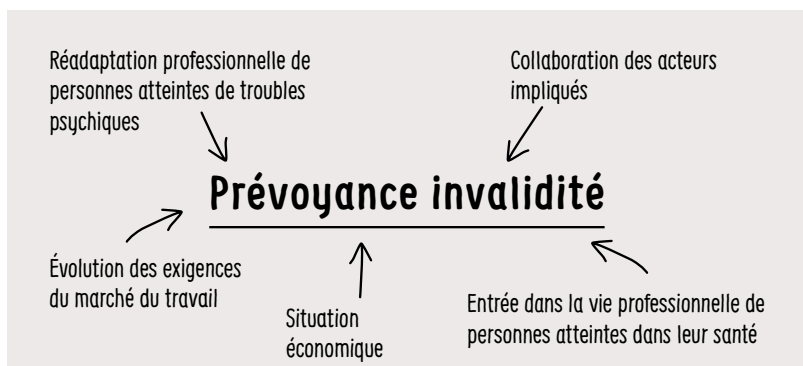 Réadaptation professionnelle de
personnes atteintes de troubles
psychiques
Collaboration des acteurs
impliqués
Prévoyance invalidité
Évolution des exigences
du marché du travail
Situation
économique
Entrée dans la vie professionnelle de
personnes atteintes dans leur santé